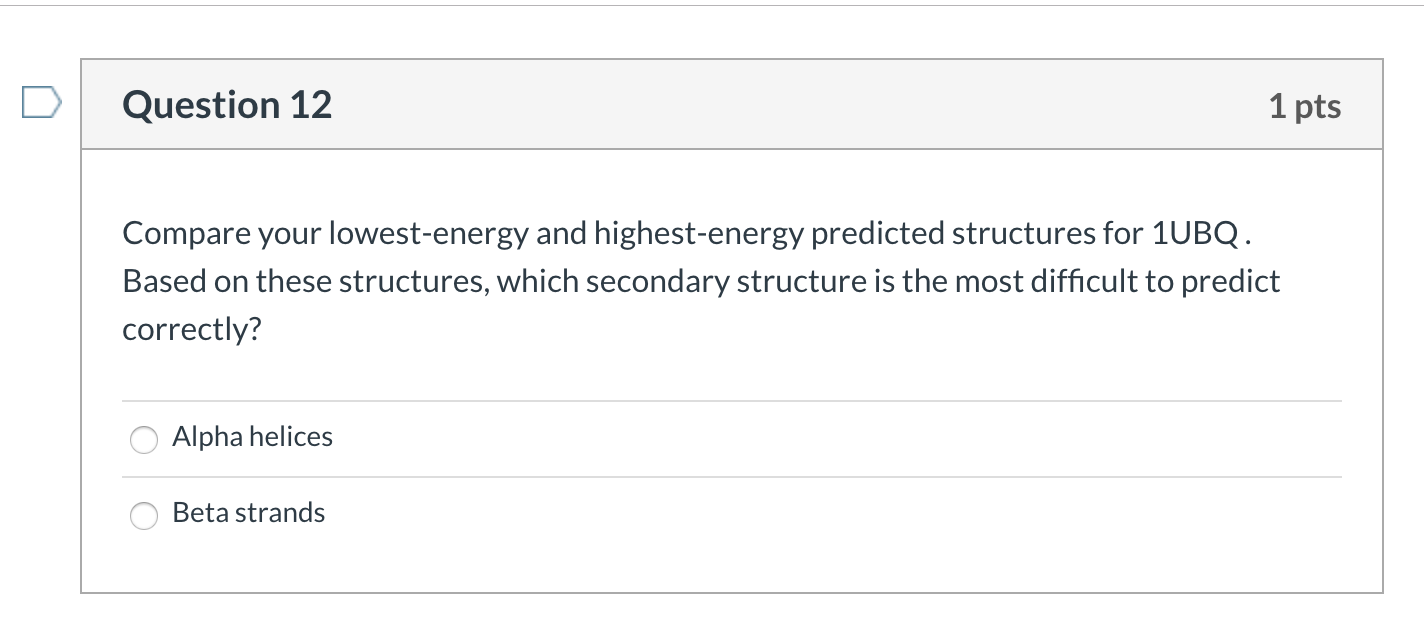 Question 12
1 pts
Compare your lowest-energy and highest-energy predicted structures for 1UBQ .
Based on these structures, which secondary structure is the most difficult to predict
correctly?
Alpha helices
Beta strands